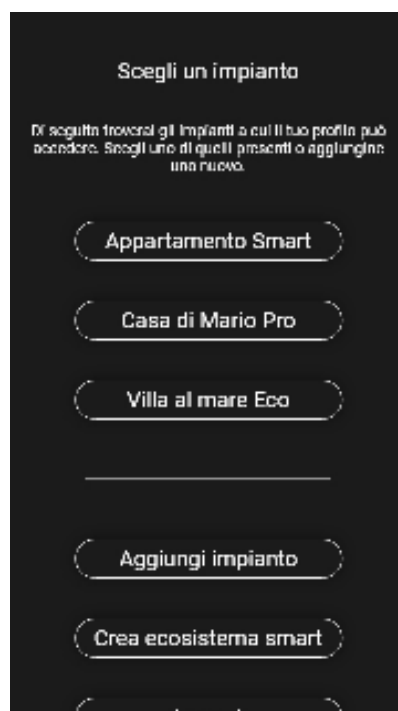 Scegli un impianto
Di seguito troverai gli impianti a cui il tuo profilo può
accedere. Scegli uno di quelli presenti o aggiungine
uno nuovo.
Appartamento Smart
Casa di Mario Pro
Villa al mare Eco
Aggiungi impianto
Crea ecosistema smart